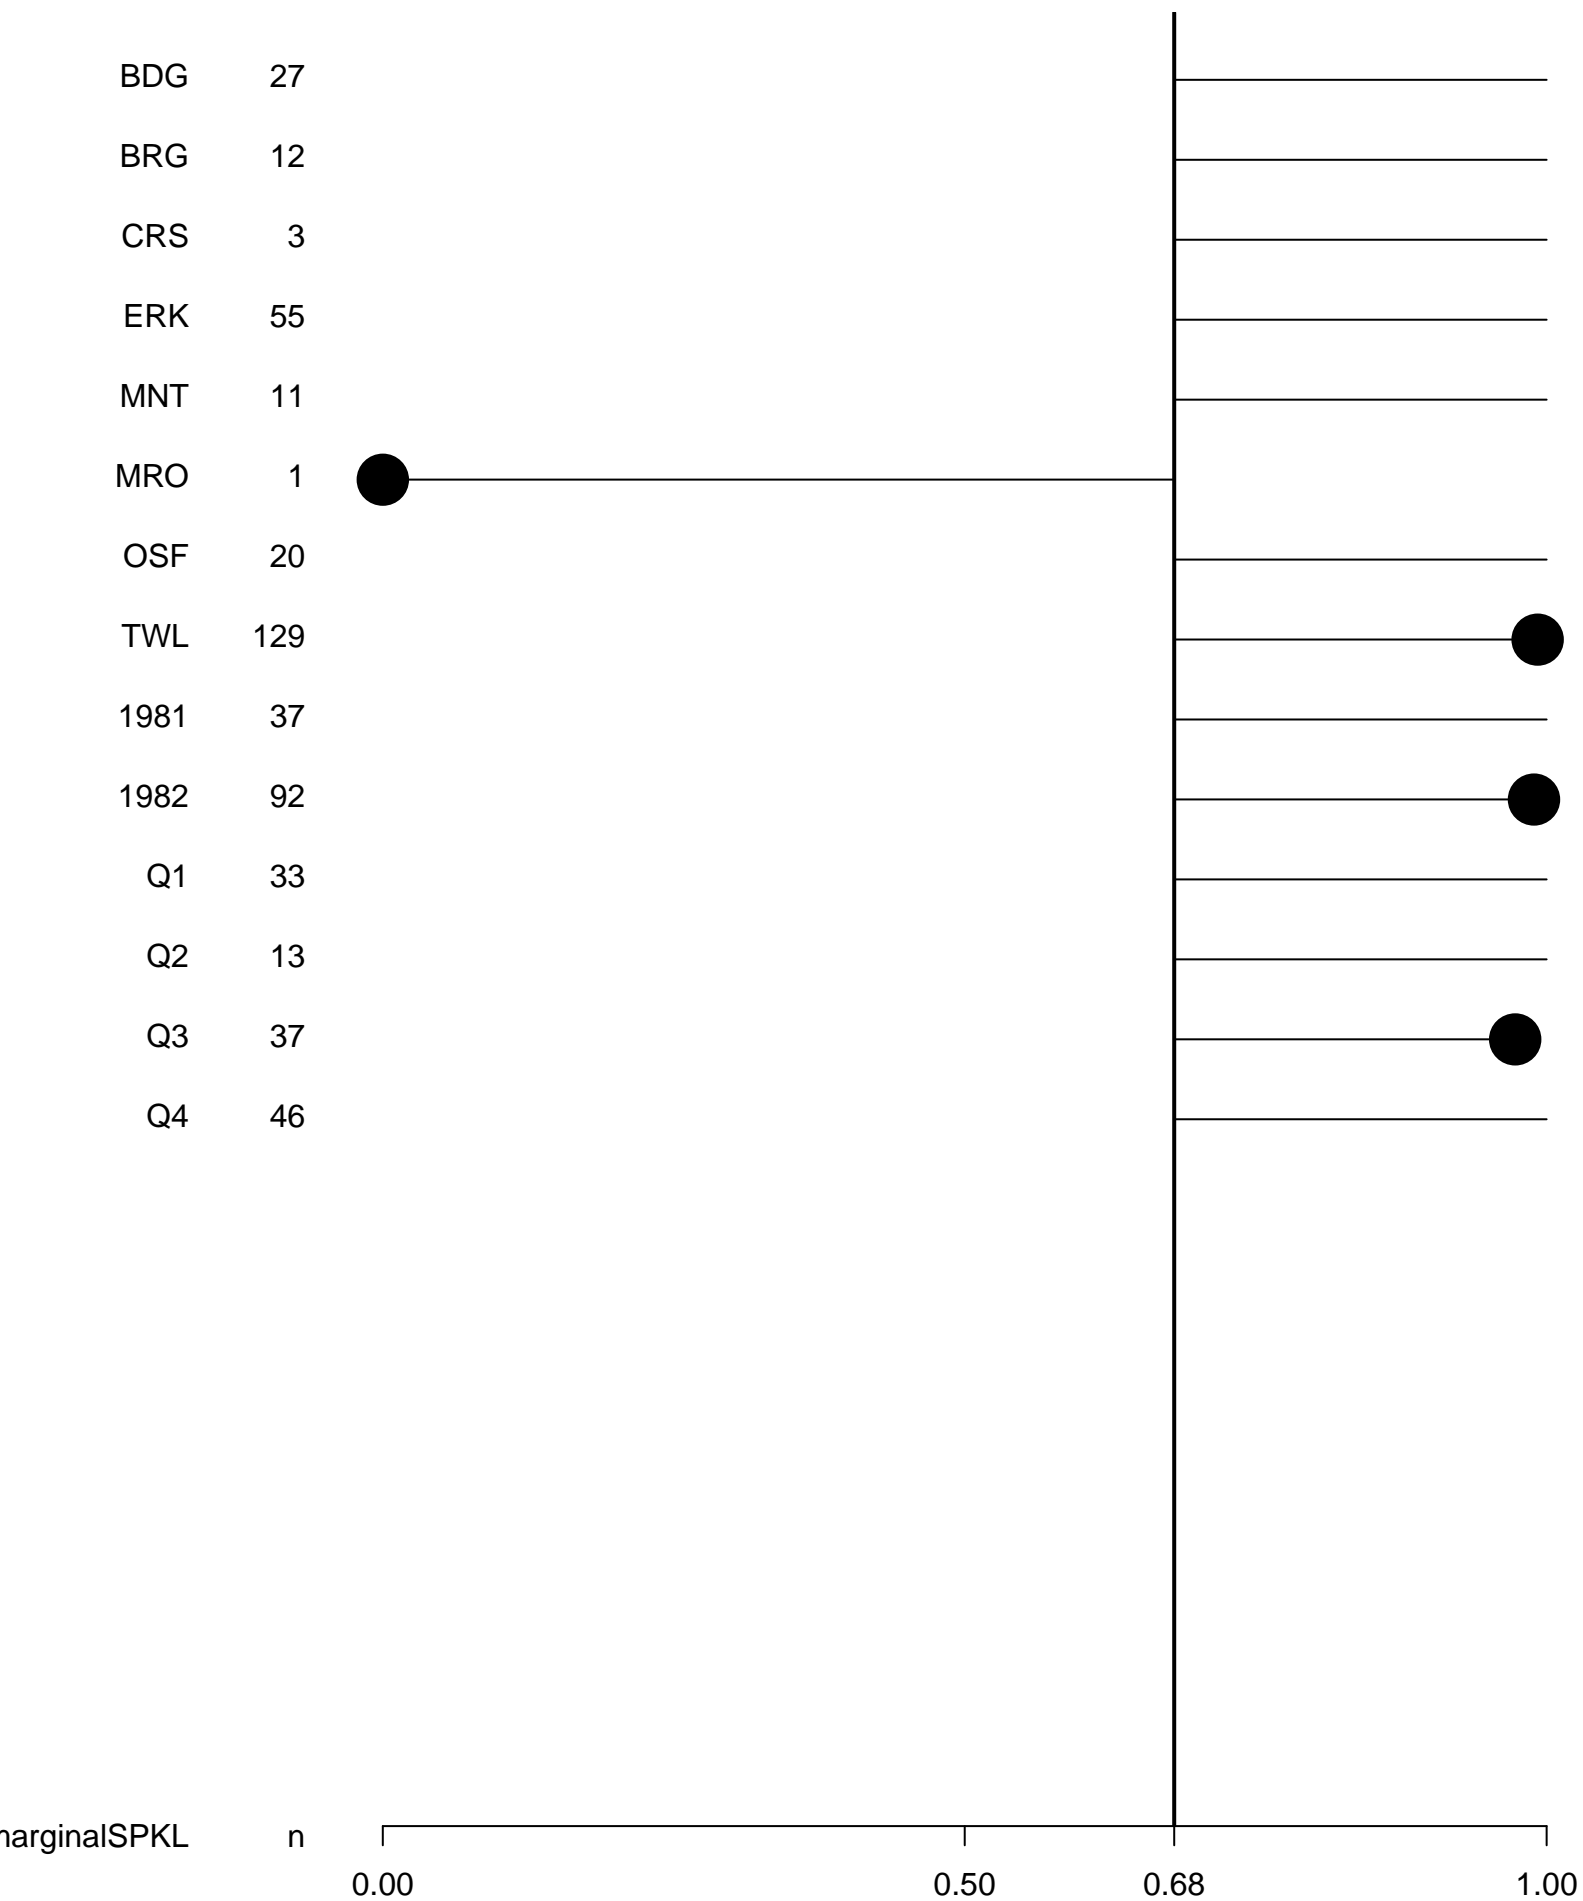 BDG 27
BRG 12
CRS 3
ERK 55
MNT 11
MRO 1
OSF 20
TWL 129
1981 37
1982 92
Q1 33
Q2 13
Q3 37
Q4 46
arginalSPKL n
0.00 0.50 0.68 1.00